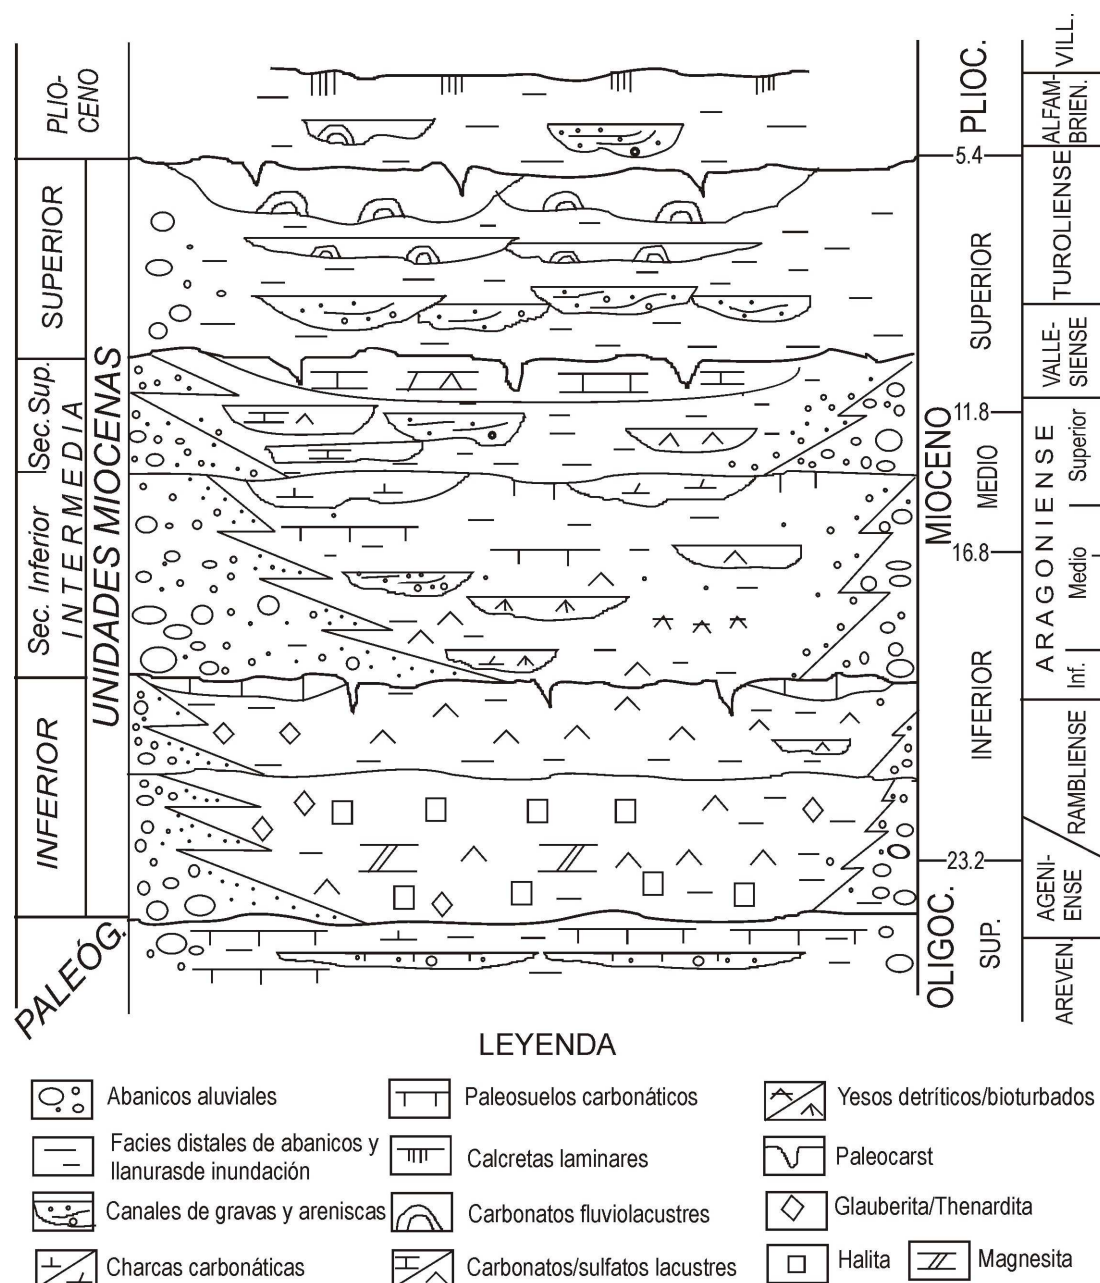 PLIO-
CENO
SUPERIOR
Sec.Sup.
Sec. Inferior
INTERMEDIA
UNIDADES MIOCENAS
INFERIOR
PALEÓG.
PLIOC.
5.4
SUPERIOR
MIOCENO
11.8
MEDIO
16.8
INFERIOR
23.2
OLIGOC.
SUP.
VILL.
ALFAM-
BRIEN.
TUROLIENSE
VALLE-
SIENSE
ARAGONIENSE
Superior
Medio
Inf.
RAMBLIENSE
AGENI-
ENSE
AREVEN.
LEYENDA
Abanicos aluviales
Facies distales de abanicos y
llanurasde inundación
Canales de gravas y areniscas
Charcas carbonáticas
Paleosuelos carbonáticos
Calcretas laminares
Carbonatos fluviolacustres
Carbonatos/sulfatos lacustres
Yesos detríticos/bioturbados
Paleocarst
Glauberita/Thenardita
Halita
Magnesita